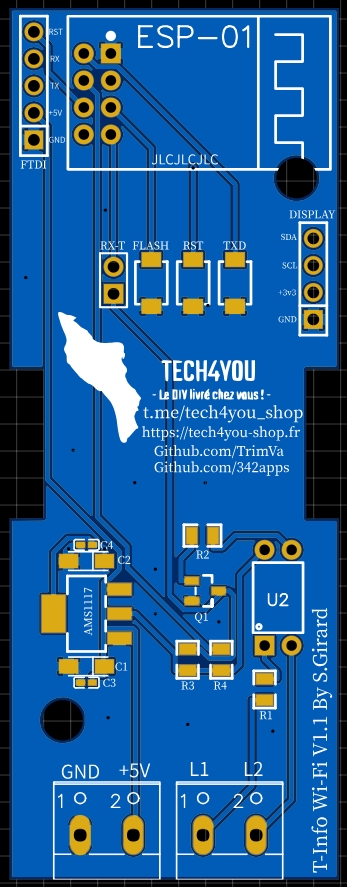 RST
ESP-01
RX
TX
+5V
GND
FTDI
JLCJLCJLCJLC
DISPLAY
SDA
SCL
+3v3
GND
RX-T
FLASH
RST
TXD
TECH4YOU
- Le DIY livré chez vous ! -
t.me/tech4you_shop
https://tech4you-shop.fr
Github.com/TrimVa
Github.com/342apps
C4
C2
R2
AMS1117
Q1
U2
C1
C3
R3
R4
R1
GND
+5V
L1
L2
1
2
1
2
T-Info Wi-Fi V1.1 By S.Girard